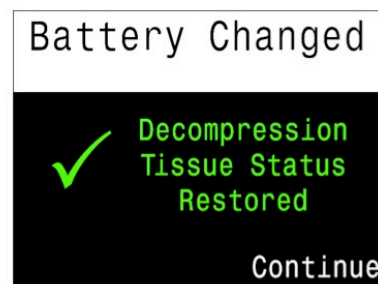 Battery Changed
Decompression
Tissue Status
Restored
Continue